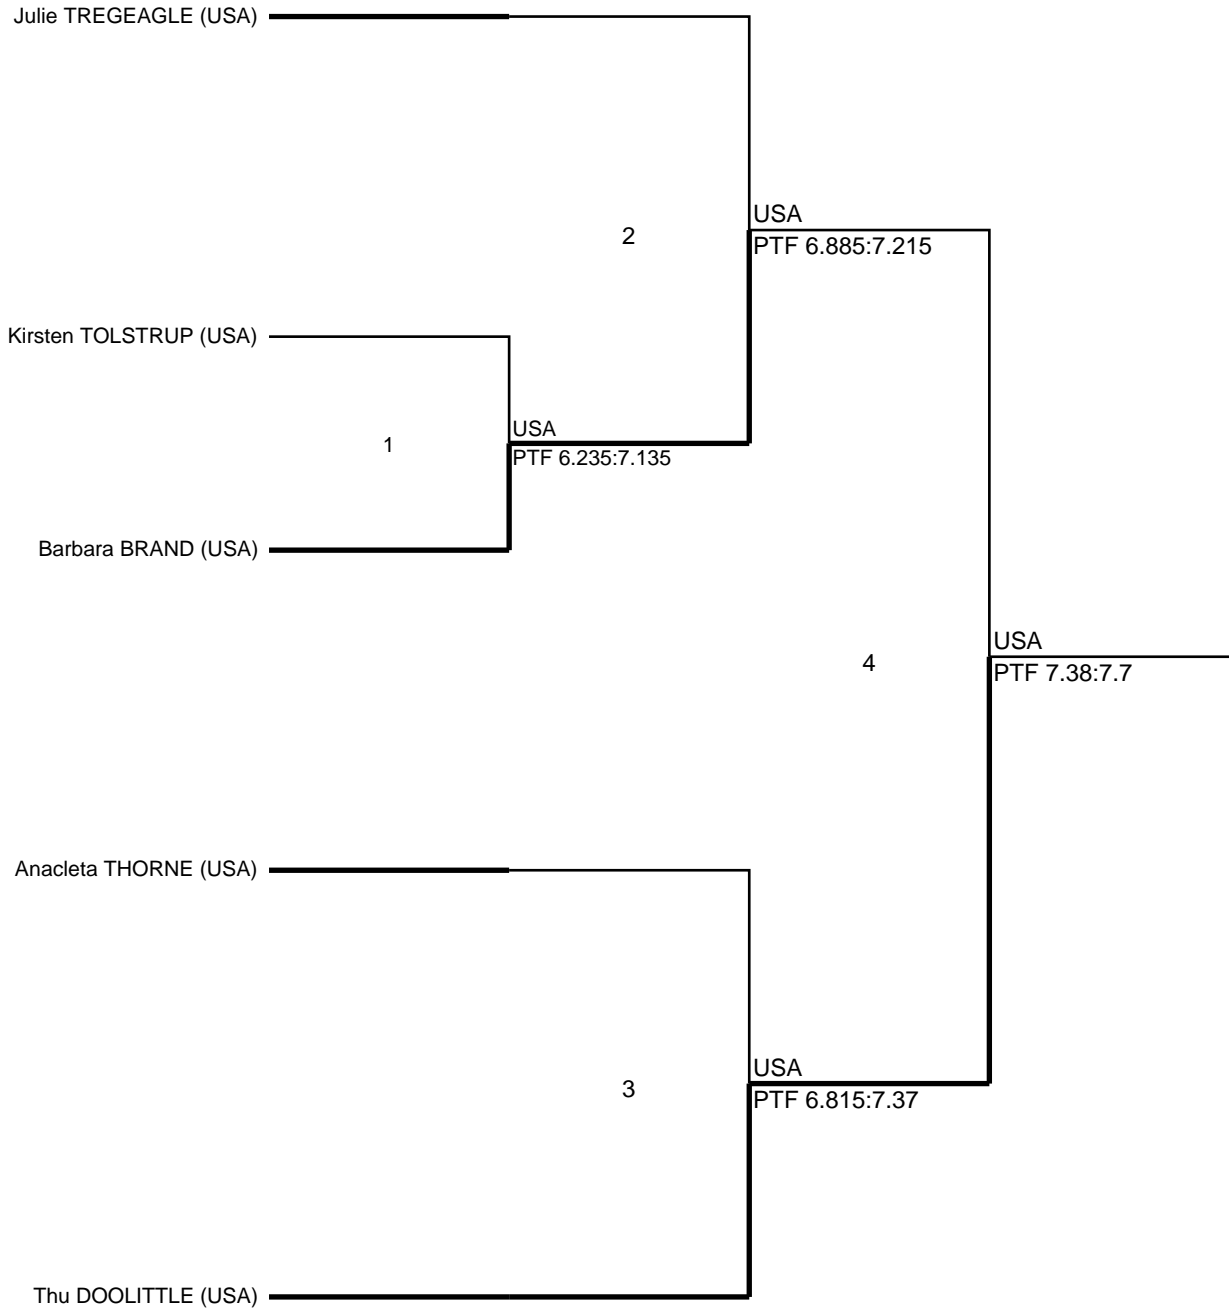 Julie TREGEAGLE (USA)
USA
2
PTF 6.885:7.215
Kirsten TOLSTRUP (USA)
USA
1
PTF 6.235:7.135
Barbara BRAND (USA)
USA
4
PTF 7.38:7.7
Anacleta THORNE (USA)
USA
3
PTF 6.815:7.37
Thu DOOLITTLE (USA)